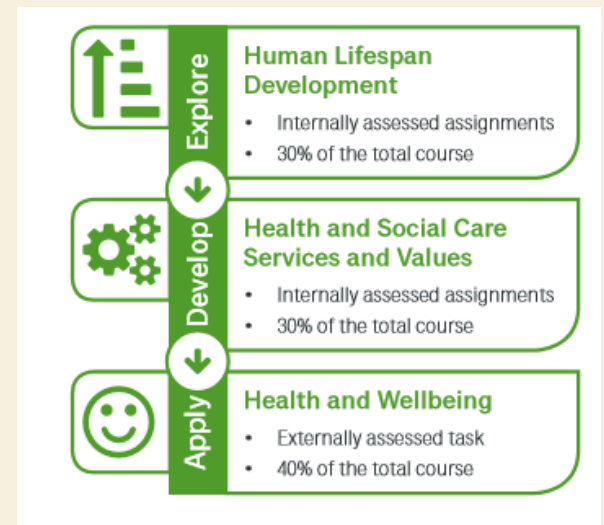 Explore
Human Lifespan
Development
• Internally assessed assignments
• 30% of the total course
Develop
Health and Social Care
Services and Values
• Internally assessed assignments
• 30% of the total course
Apply
Health and Wellbeing
• Externally assessed task
• 40% of the total course